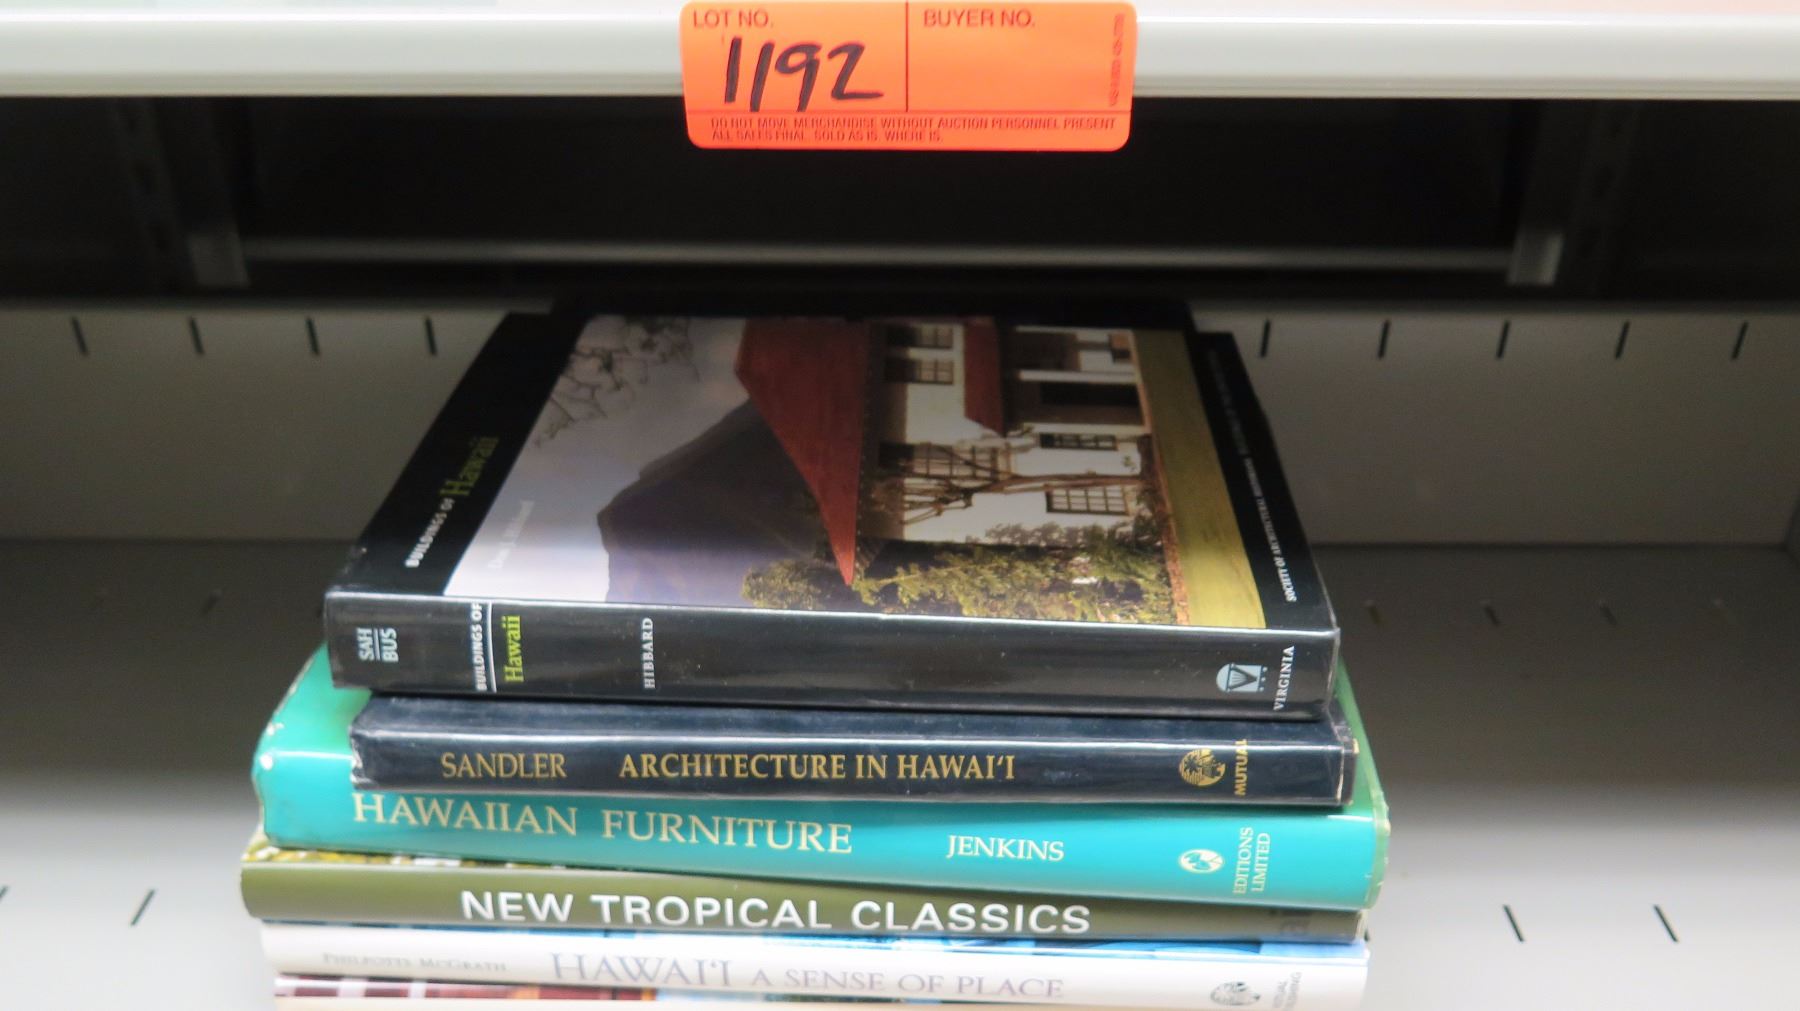 LOT NO.
BUYER NO.
1192
DO NOT MOVE MERCHANDISE WITHOUT AUCTION PERSONNEL PRESENT
ALL SALES FINAL. SOLD AS IS. WHERE IS.
BUILDINGS OF Hawaii
Don J. Hibbard
SOCIETY OF ARCHITECTURAL HISTORIANS
SAH
BUS
BUILDINGS OF
Hawaii
HIBBARD
VIRGINIA
SANDLER ARCHITECTURE IN HAWAI‘I MUTUAL
HAWAIIAN FURNITURE JENKINS EDITIONS
LIMITED
NEW TROPICAL CLASSICS
PHILPOTTS MCGRATH HAWAI‘I A SENSE OF PLACE